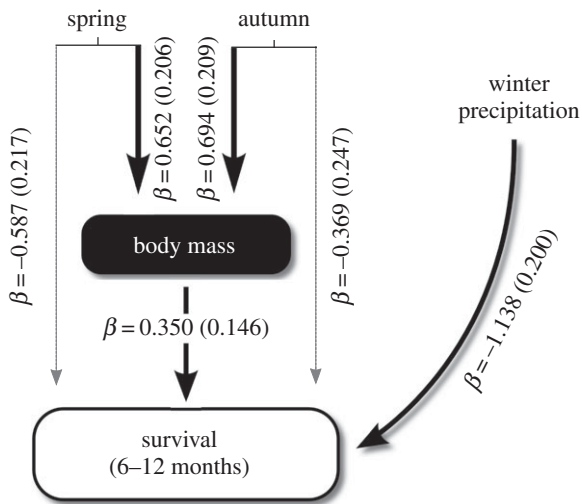 spring
autumn
winter
precipitation
β=–0.587 (0.217)
β=0.652 (0.206)
β=0.694 (0.209)
β=–0.369 (0.247)
β=–1.138 (0.200)
body mass
β=0.350 (0.146)
survival
(6–12 months)